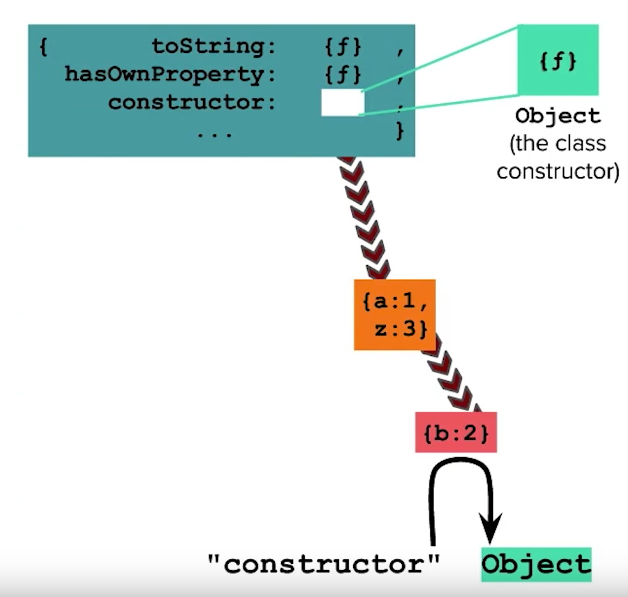 { toString: {f} ,
hasOwnProperty: {f} ,
constructor: ,
... }
{f}
Object
(the class
constructor)
{a:1,
z:3}
{b:2}
"constructor" Object